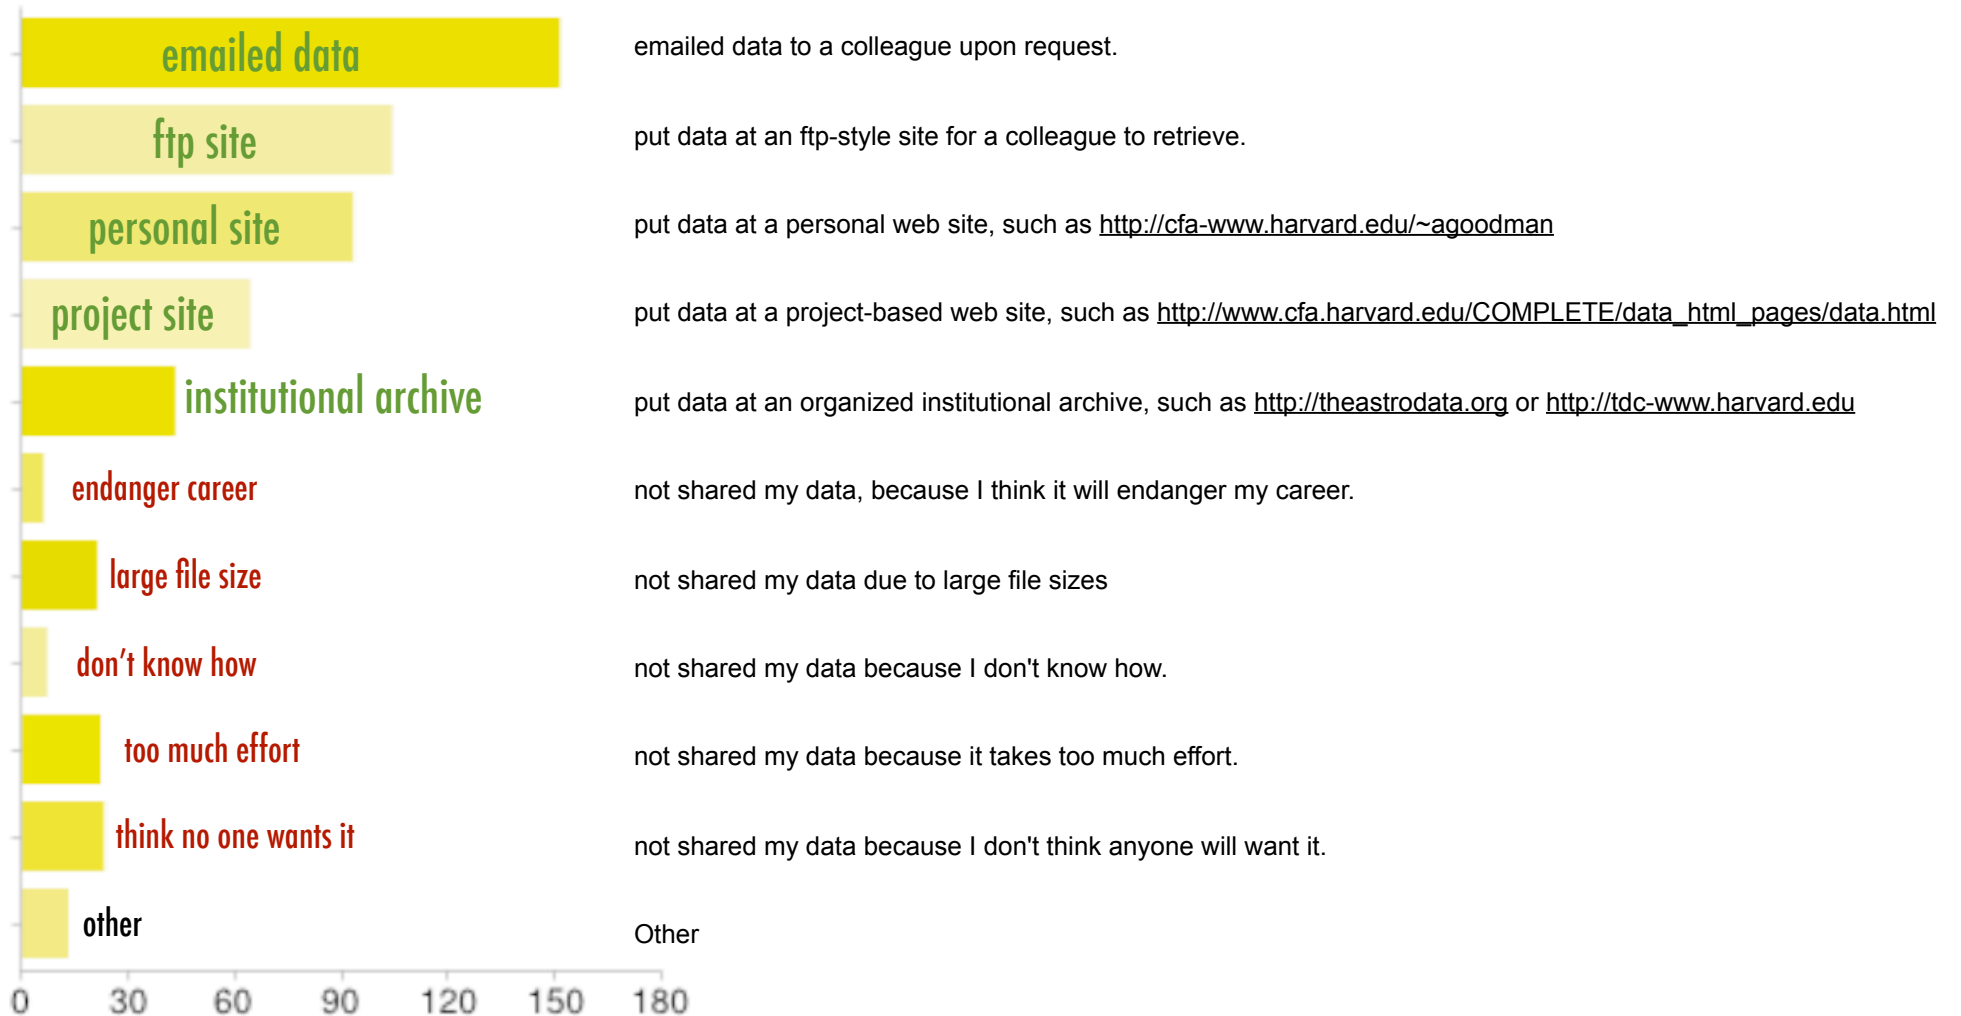 emailed data
emailed data to a colleague upon request.
ftp site
put data at an ftp-style site for a colleague to retrieve.
personal site
put data at a personal web site, such as http://cfa-www.harvard.edu/~agoodman
project site
put data at a project-based web site, such as http://www.cfa.harvard.edu/COMPLETE/data_html_pages/data.html
institutional archive
put data at an organized institutional archive, such as http://theastrodata.org or http://tdc-www.harvard.edu
endanger career
not shared my data, because I think it will endanger my career.
large file size
not shared my data due to large file sizes
don’t know how
not shared my data because I don't know how.
too much effort
not shared my data because it takes too much effort.
think no one wants it
not shared my data because I don't think anyone will want it.
other
Other
0 30 60 90 120 150 180